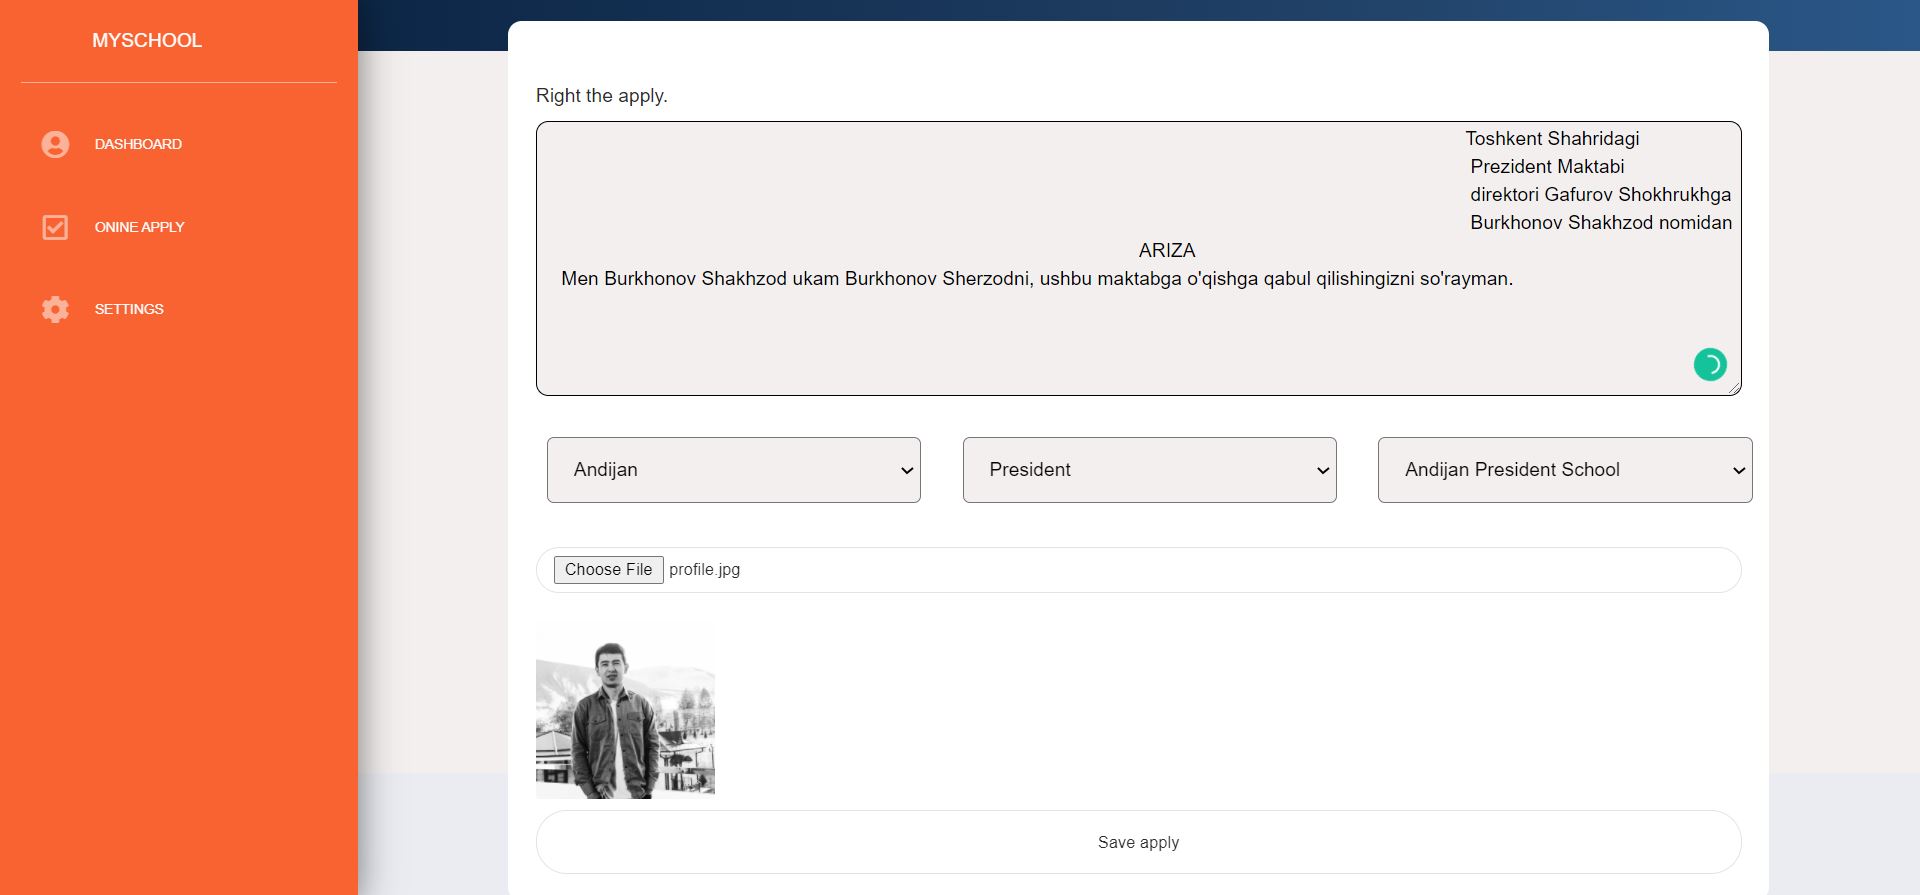 MYSCHOOL
DASHBOARD
ONINE APPLY
SETTINGS
Right the apply.
Toshkent Shahridagi
Prezident Maktabi
direktori Gafurov Shokhrukhga
Burkhonov Shakhzod nomidan
ARIZA
Men Burkhonov Shakhzod ukam Burkhonov Sherzodni, ushbu maktabga o'qishga qabul qilishingizni so'rayman.
Andijan
President
Andijan President School
Choose File profile.jpg
Save apply